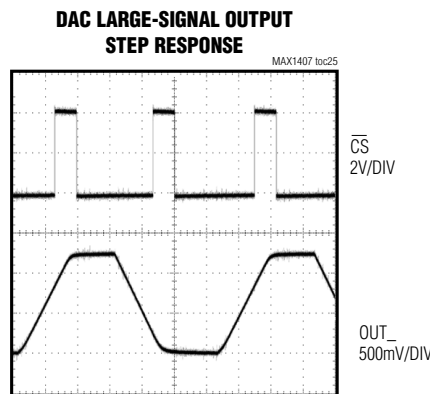 DAC LARGE-SIGNAL OUTPUT
STEP RESPONSE
MAX1407 toc25
CS
2V/DIV
OUT_
500mV/DIV